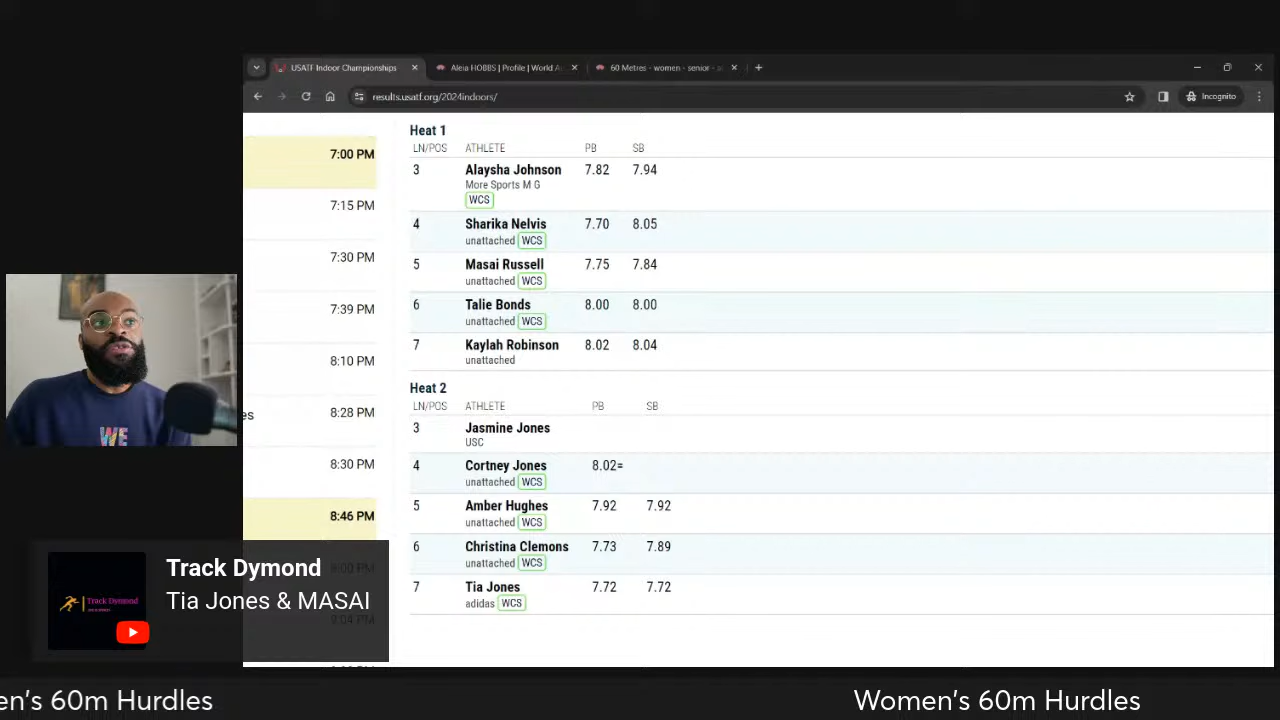 USATF Indoor Championships
Aleia HOBBS | Profile | World A
60 Metres - women - senior -
results.usatf.org/2024indoors/
Incognito
7:00 PM
7:15 PM
7:30 PM
7:39 PM
8:10 PM
es
8:28 PM
8:30 PM
8:46 PM
9:04 PM
Heat 1
LN/POS ATHLETE PB SB
3 Alaysha Johnson 7.82 7.94
More Sports M G
WCS
4 Sharika Nelvis 7.70 8.05
unattached WCS
5 Masai Russell 7.75 7.84
unattached WCS
6 Talie Bonds 8.00 8.00
unattached WCS
7 Kaylah Robinson 8.02 8.04
unattached
Heat 2
LN/POS ATHLETE PB SB
3 Jasmine Jones
USC
4 Cortney Jones 8.02=
unattached WCS
5 Amber Hughes 7.92 7.92
unattached WCS
6 Christina Clemons 7.73 7.89
unattached WCS
7 Tia Jones 7.72 7.72
adidas WCS
WE
Track Dymond
Track Dymond
Tia Jones & MASAI
en's 60m Hurdles
Women's 60m Hurdles